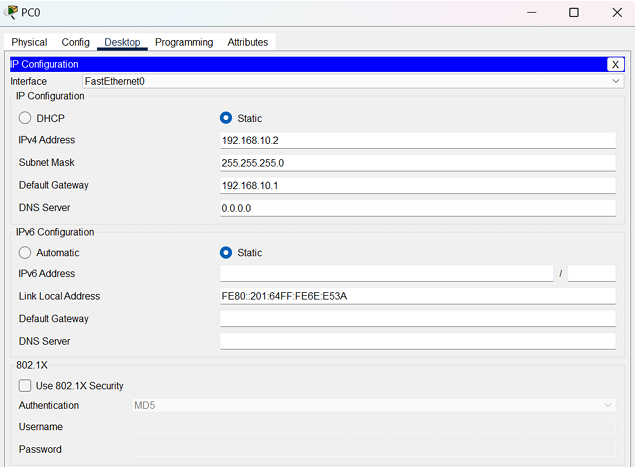 PC0
Physical Config Desktop Programming Attributes
IP Configuration X
Interface FastEthernet0
IP Configuration
DHCP Static
IPv4 Address 192.168.10.2
Subnet Mask 255.255.255.0
Default Gateway 192.168.10.1
DNS Server 0.0.0.0
IPv6 Configuration
Automatic Static
IPv6 Address /
Link Local Address FE80::201:64FF:FE6E:E53A
Default Gateway
DNS Server
802.1X
Use 802.1X Security
Authentication MD5
Username
Password